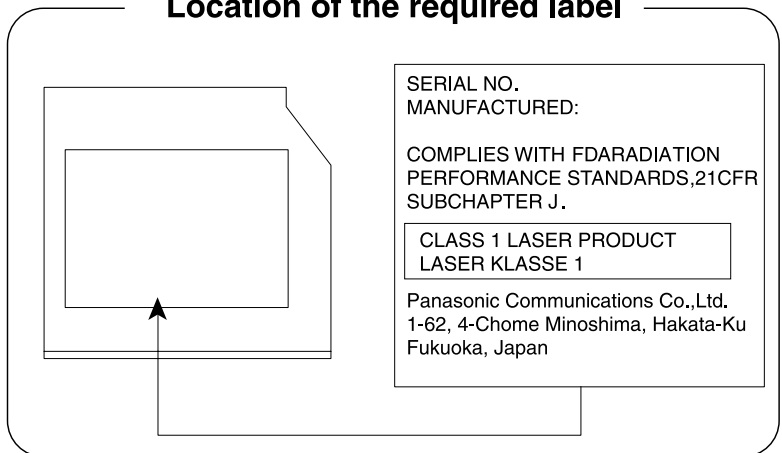 Location of the required label
SERIAL NO.
MANUFACTURED:
COMPLIES WITH FDARADIATION
PERFORMANCE STANDARDS,21CFR
SUBCHAPTER J.
CLASS 1 LASER PRODUCT
LASER KLASSE 1
Panasonic Communications Co.,Ltd.
1-62, 4-Chome Minoshima, Hakata-Ku
Fukuoka, Japan